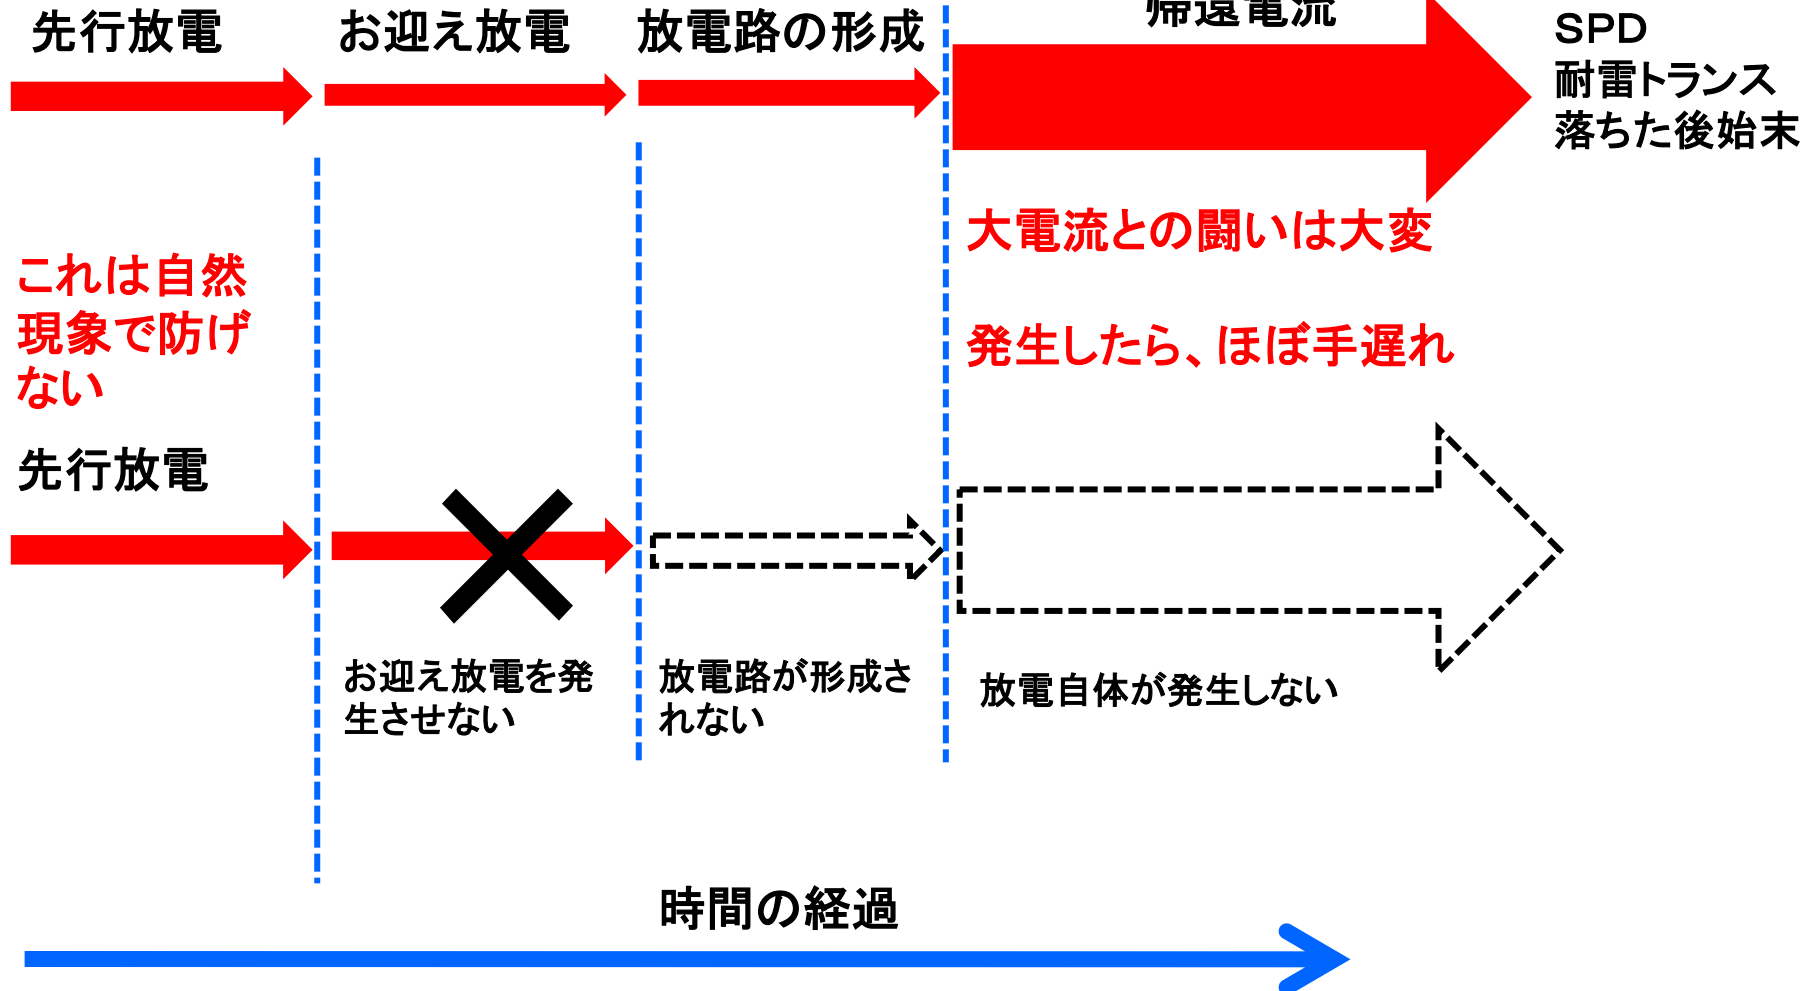 先行放電
お迎え放電
放電路の形成
帰還電流
SPD
耐雷トランス
落ちた後始末
大電流との闘いは大変
発生したら、ほぼ手遅れ
これは自然
現象で防げ
ない
先行放電
お迎え放電を発
生させない
放電路が形成さ
れない
放電自体が発生しない
時間の経過